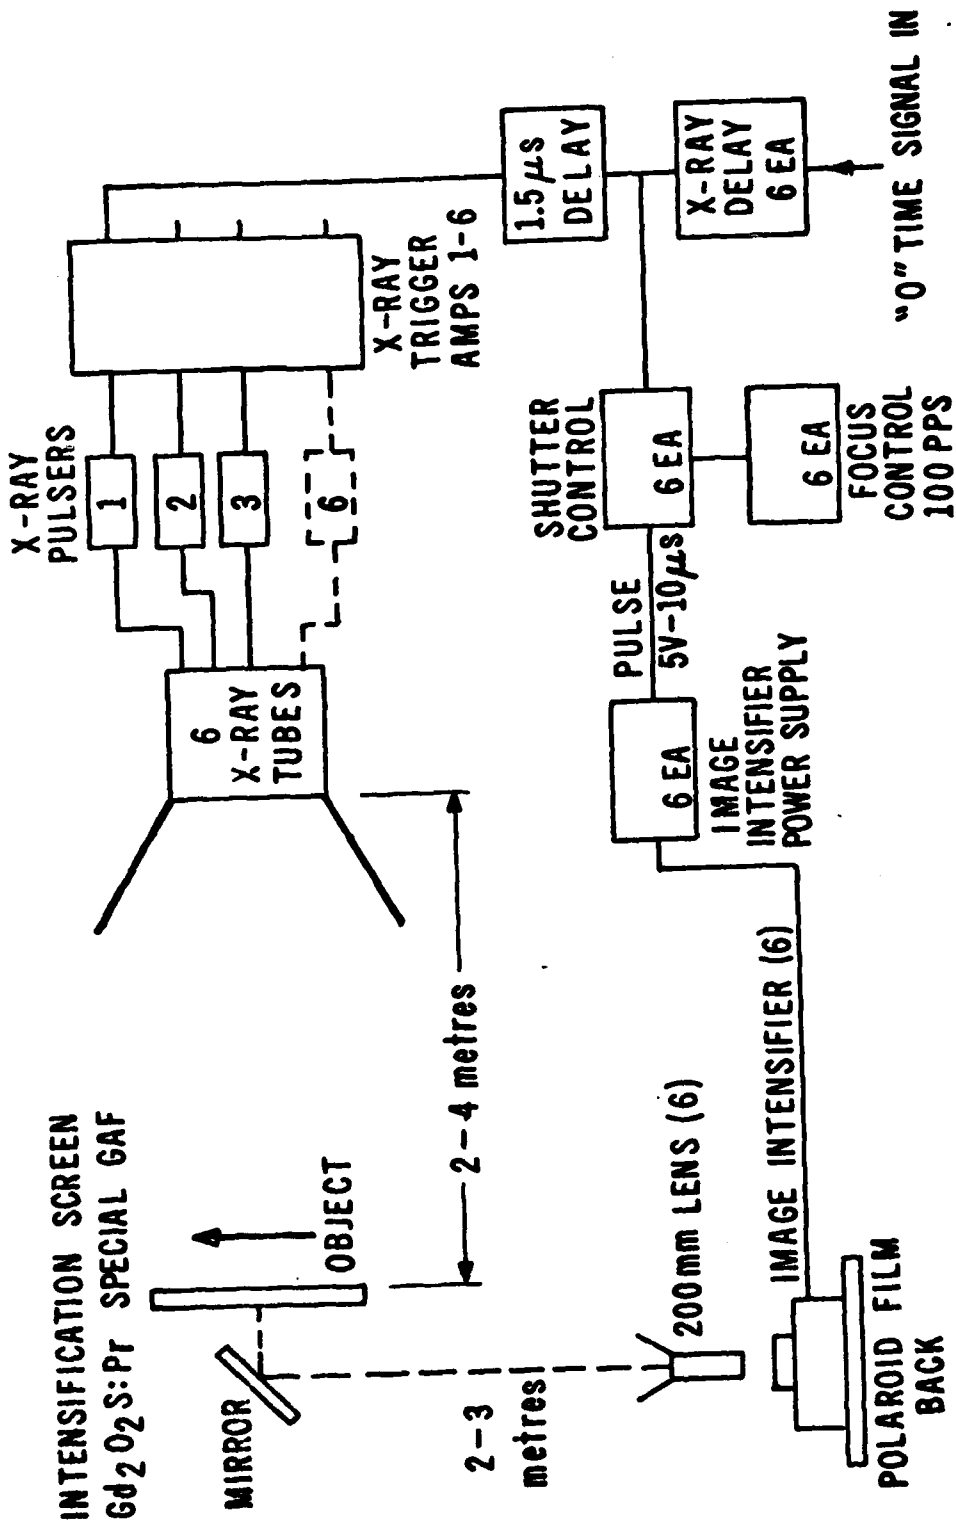 INTENSIFICATION SCREEN
Gd2O2S:Pr SPECIAL GAF
MIRROR
OBJECT
2-3
metres
2-4 metres
200mm LENS (6)
IMAGE INTENSIFIER (6)
POLAROID FILM
BACK
6
X-RAY
TUBES
X-RAY
PULSERS
1
2
3
6
X-RAY
TRIGGER
AMPS 1-6
6 EA
IMAGE
INTENSIFIER
POWER SUPPLY
PULSE
5V-10μs
SHUTTER
CONTROL
6 EA
6 EA
FOCUS
CONTROL
100 PPS
1.5μs
DELAY
X-RAY
DELAY
6 EA
"O" TIME SIGNAL IN